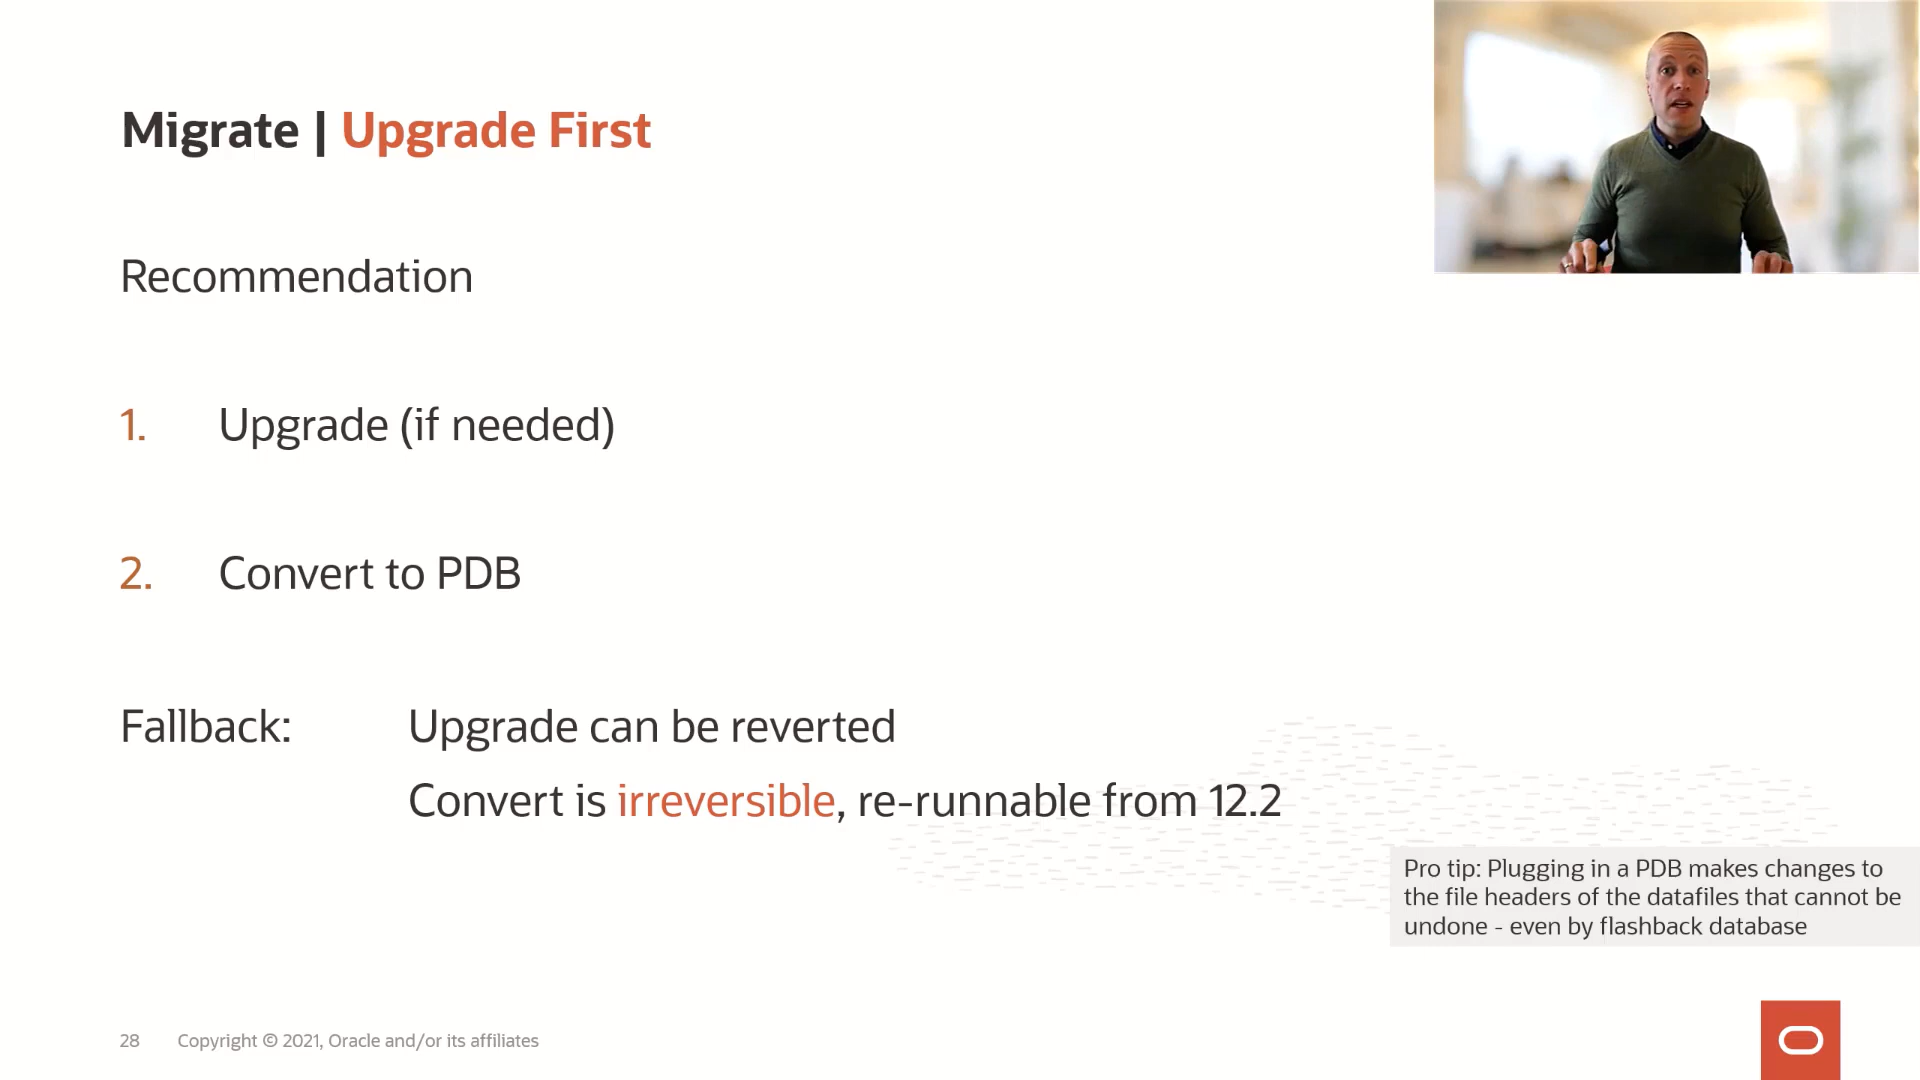 Migrate | Upgrade First
Recommendation
1. Upgrade (if needed)
2. Convert to PDB
Fallback: Upgrade can be reverted
Convert is irreversible, re-runnable from 12.2
Pro tip: Plugging in a PDB makes changes to
the file headers of the datafiles that cannot be
undone - even by flashback database
28 Copyright © 2021, Oracle and/or its affiliates